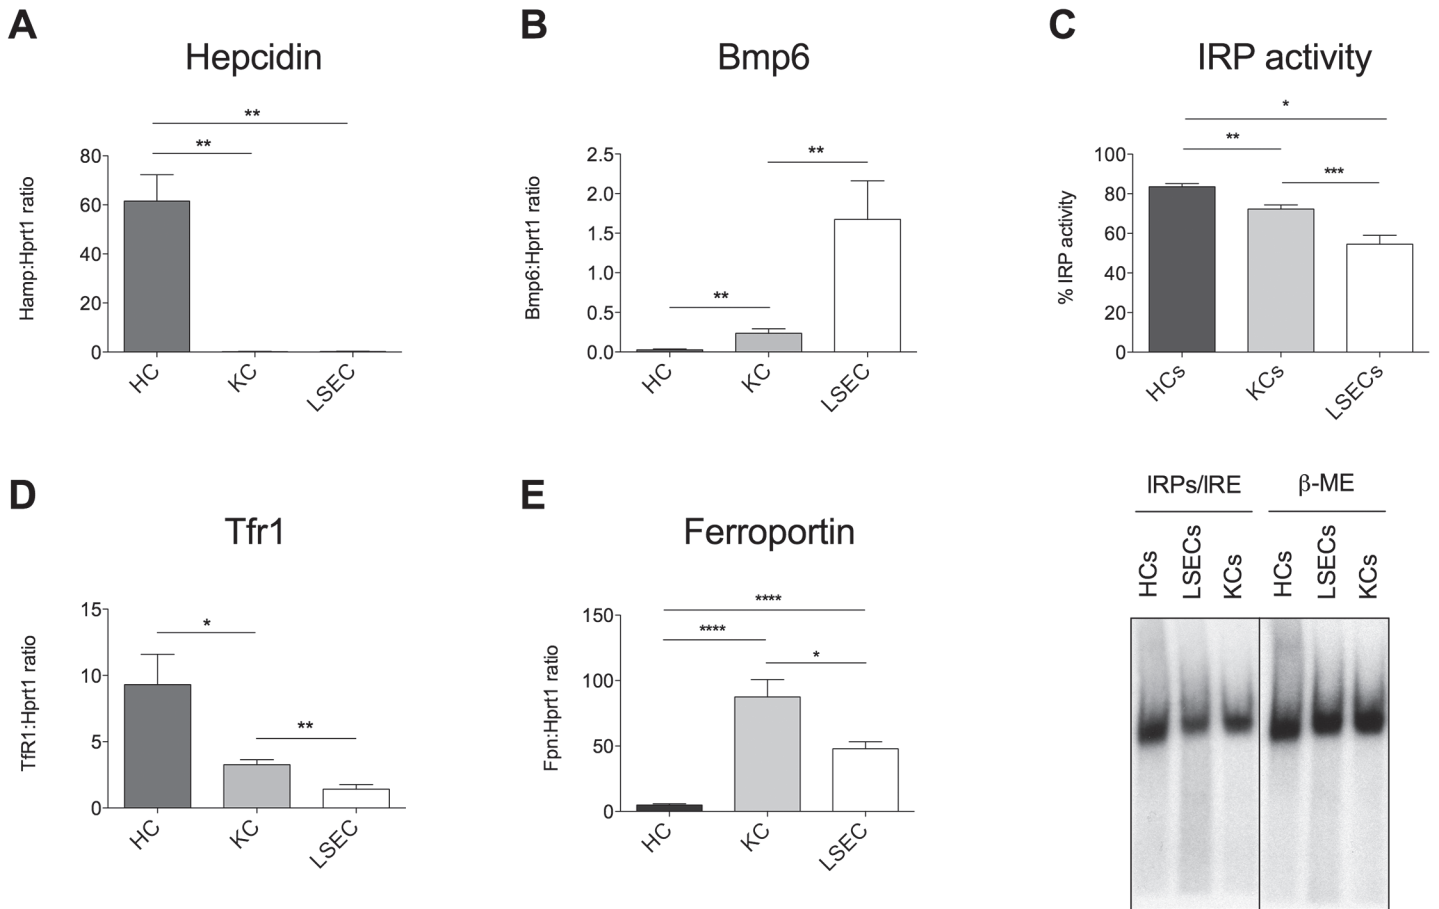 A
Hepcidin
**
**
Hamp:Hprt1 ratio
80
60
40
20
0
HC
KC
LSEC
B
Bmp6
**
**
Bmp6:Hprt1 ratio
2.5
2.0
1.5
1.0
0.5
0.0
HC
KC
LSEC
C
IRP activity
*
**
***
% IRP activity
100
80
60
40
20
0
HCs
KCs
LSECs
IRPs/IRE
β-ME
HCs
LSECs
KCs
HCs
LSECs
KCs
D
Tfr1
*
**
TfR1:Hprt1 ratio
15
10
5
0
HC
KC
LSEC
E
Ferroportin
****
****
*
Fpn:Hprt1 ratio
150
100
50
0
HC
KC
LSEC